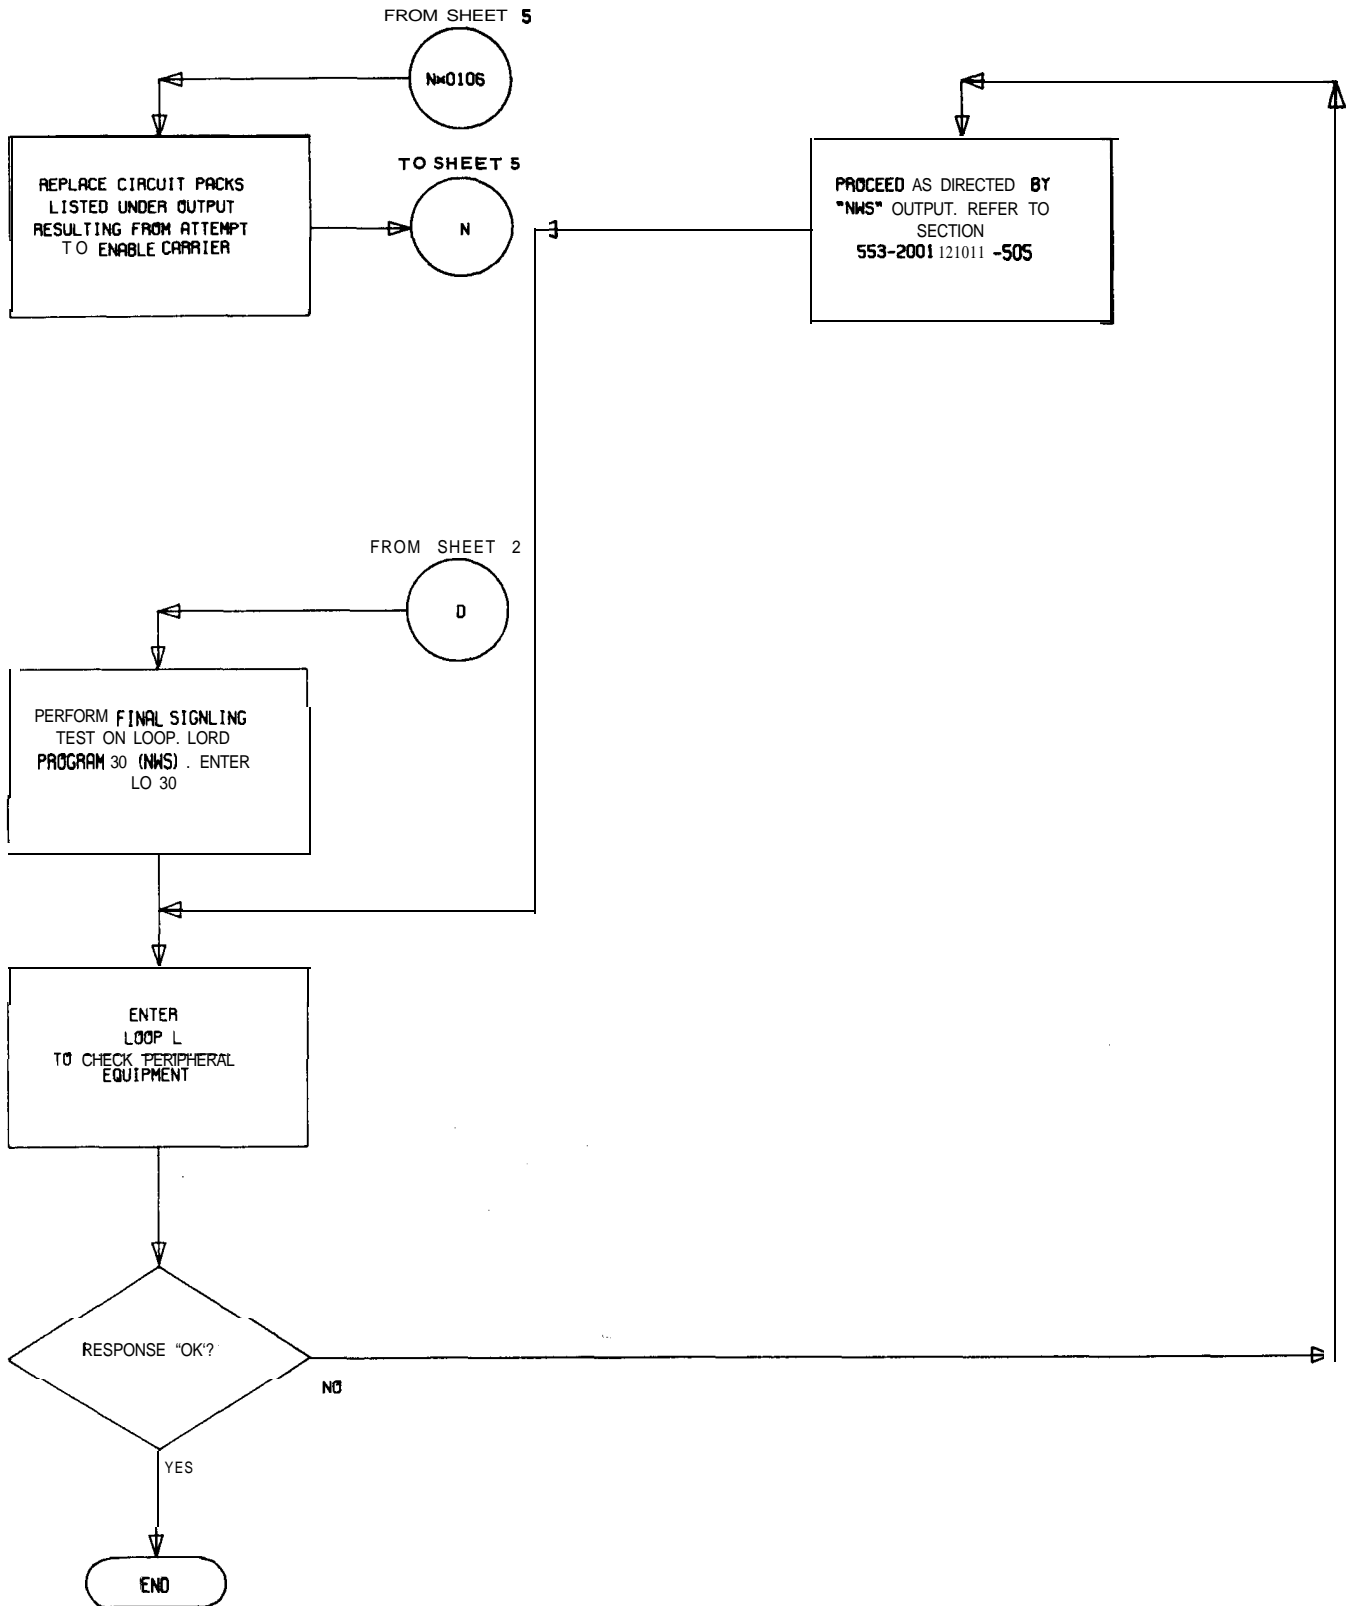 FROM SHEET 5
N×0106
REPLACE CIRCUIT PACKS
LISTED UNDER OUTPUT
RESULTING FROM ATTEMPT
TO ENABLE CARRIER
TO SHEET 5
N
PROCEED AS DIRECTED BY
"NWS" OUTPUT. REFER TO
SECTION
553-2001 121011 -505
FROM SHEET 2
D
PERFORM FINAL SIGNLING
TEST ON LOOP. LORD
PROGRAM 30 (NWS) . ENTER
LO 30
ENTER
LOOP L
TO CHECK PERIPHERAL
EQUIPMENT
RESPONSE "OK'?
NO
YES
END